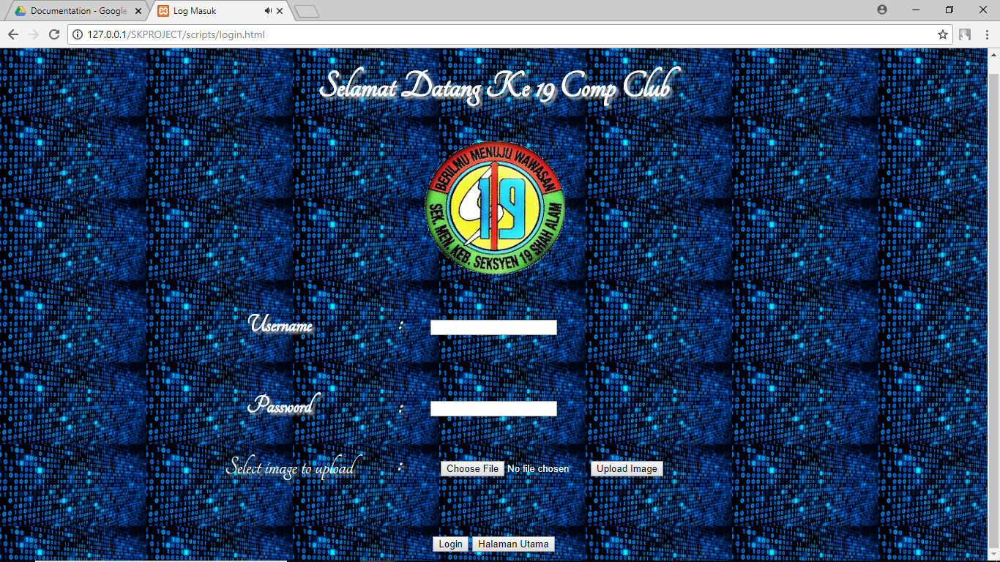 Documentation - Google
Log Masuk
127.0.0.1/SKPROJECT/scripts/login.html
Selamat Datang Ke 19 Comp Club
BERILMU MENUJU WAWASAN
19
SEK. MEN. KEB. SEKSYEN 19 SHAH ALAM
Username :
Password :
Select image to upload : Choose File No file chosen Upload Image
Login Halaman Utama